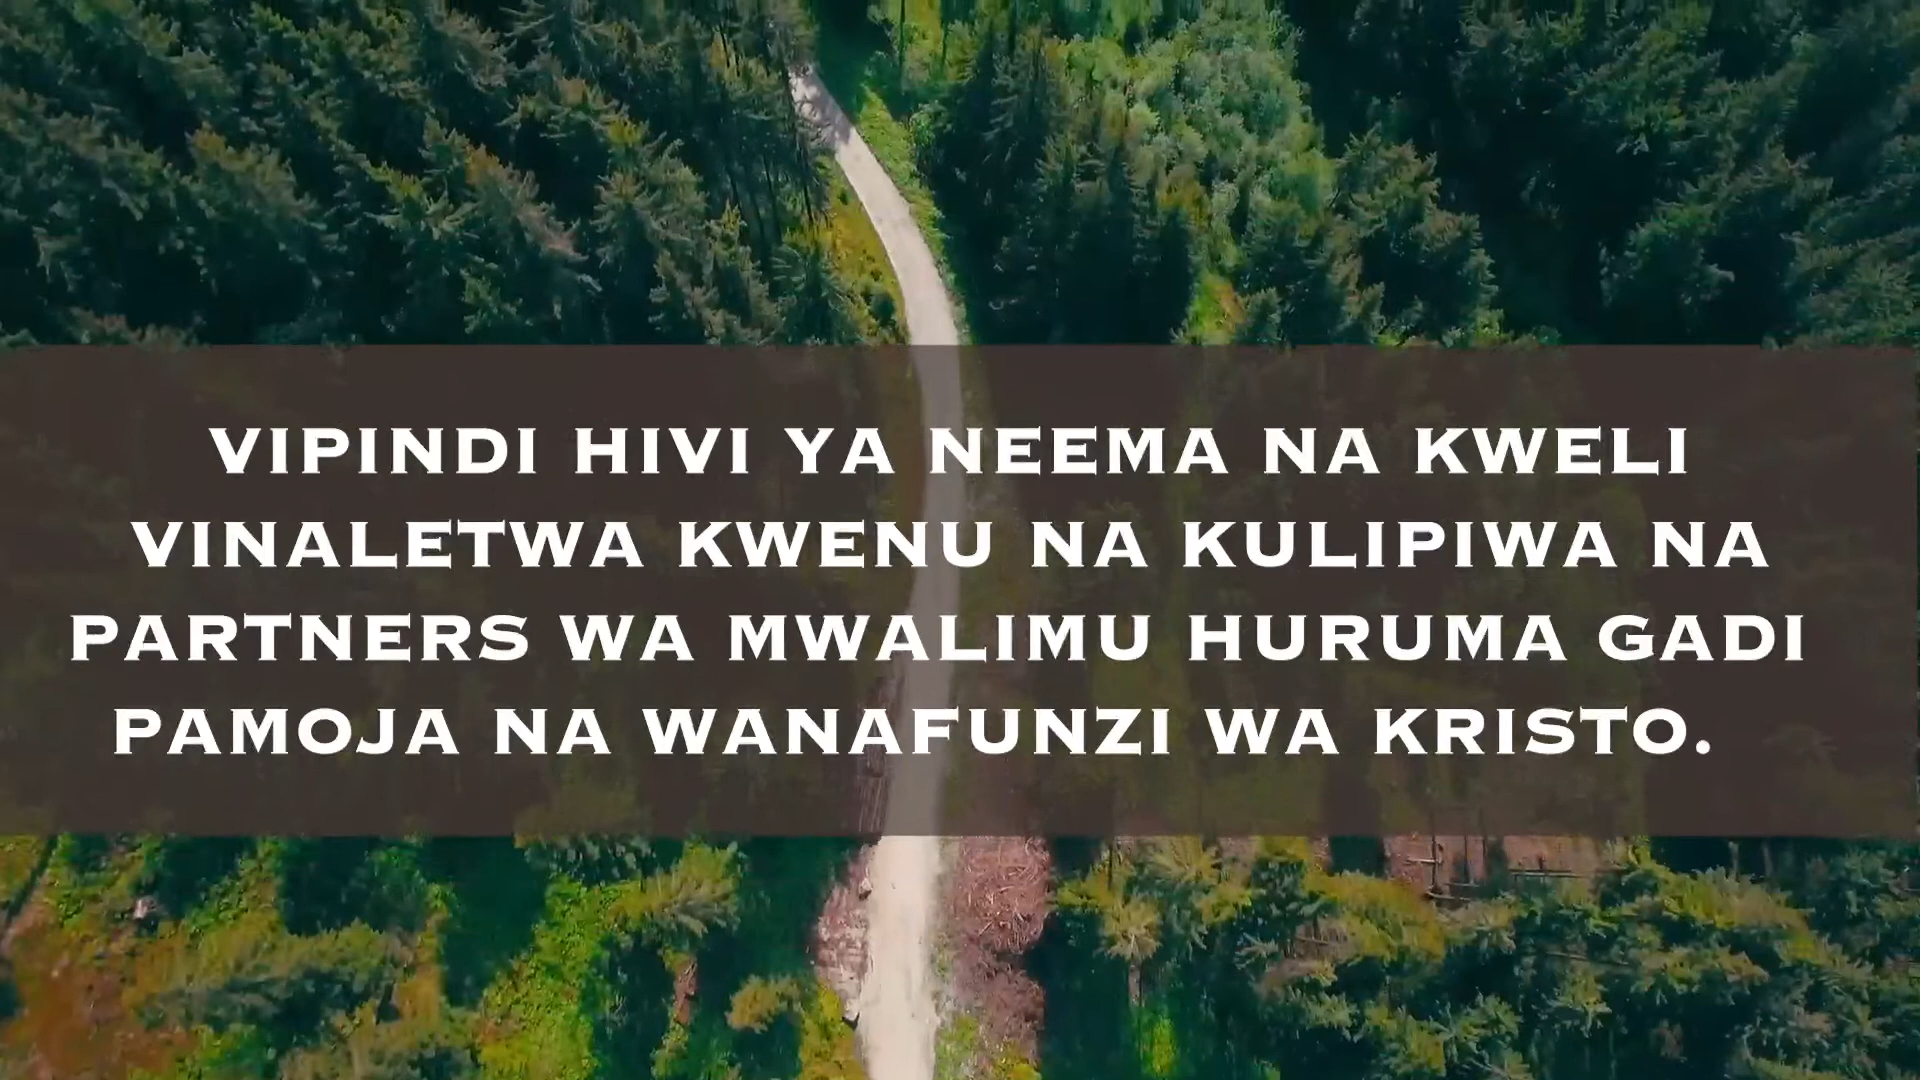 VIPINDI HIVI YA NEEMA NA KWELI
VINALETWA KWENU NA KULIPIWA NA
PARTNERS WA MWALIMU HURUMA GADI
PAMOJA NA WANAFUNZI WA KRISTO.